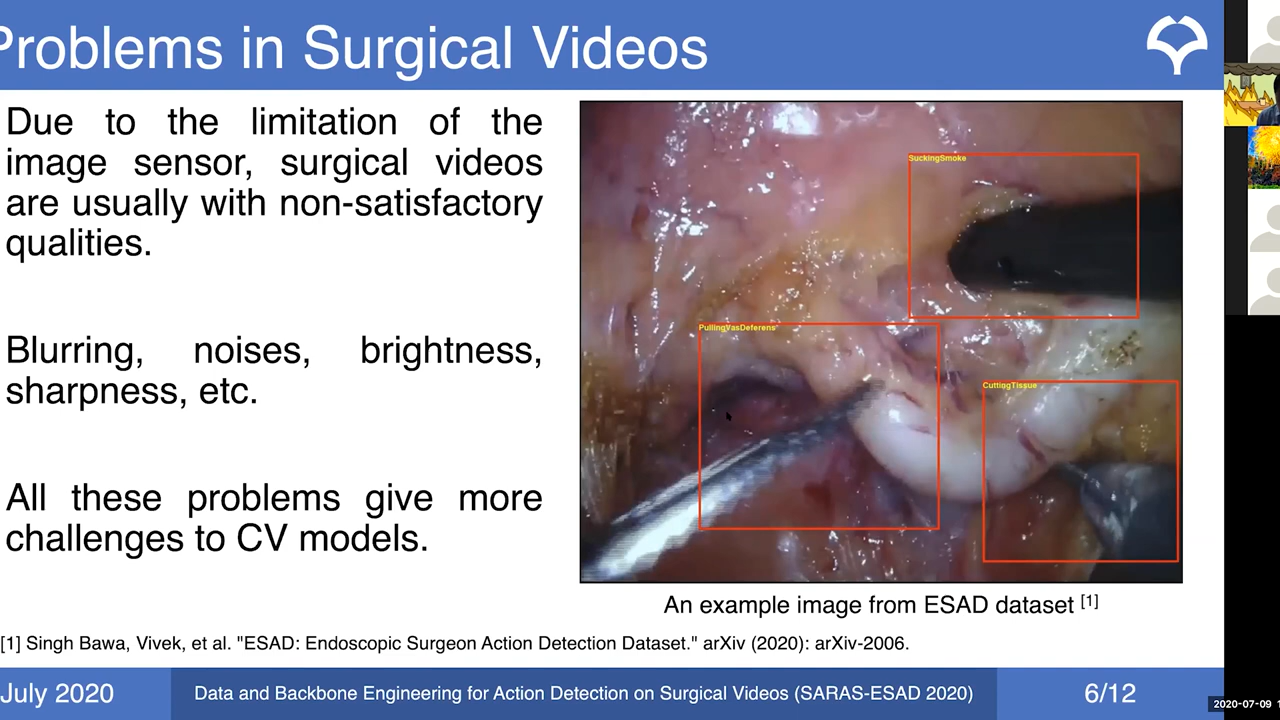 Problems in Surgical Videos
Due to the limitation of the
image sensor, surgical videos
are usually with non-satisfactory
qualities.
Blurring, noises, brightness,
sharpness, etc.
All these problems give more
challenges to CV models.
SuckingSmoke
PullingVasDeferens
CuttingTissue
An example image from ESAD dataset [1]
[1] Singh Bawa, Vivek, et al. "ESAD: Endoscopic Surgeon Action Detection Dataset." arXiv (2020): arXiv-2006.
July 2020
Data and Backbone Engineering for Action Detection on Surgical Videos (SARAS-ESAD 2020)
6/12
2020-07-09